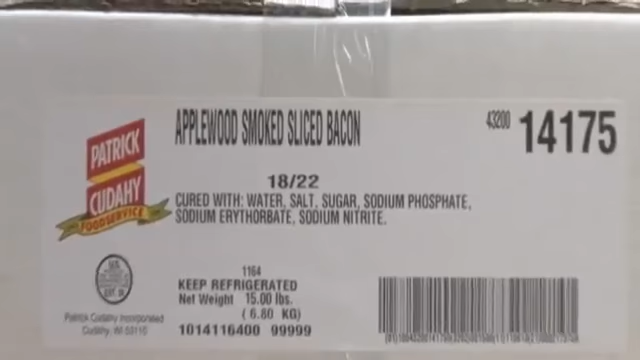 APPLEWOOD SMOKED SLICED BACON
43200 14175
PATRICK
CUDAHY
FOODSERVICE
18/22
CURED WITH: WATER, SALT, SUGAR, SODIUM PHOSPHATE,
SODIUM ERYTHORBATE, SODIUM NITRITE.
1164
KEEP REFRIGERATED
Net Weight 15.00 lbs.
( 6.80 KG)
Patrick Cudahy Incorporated
Cudahy, WI 53110
1014116400 99999